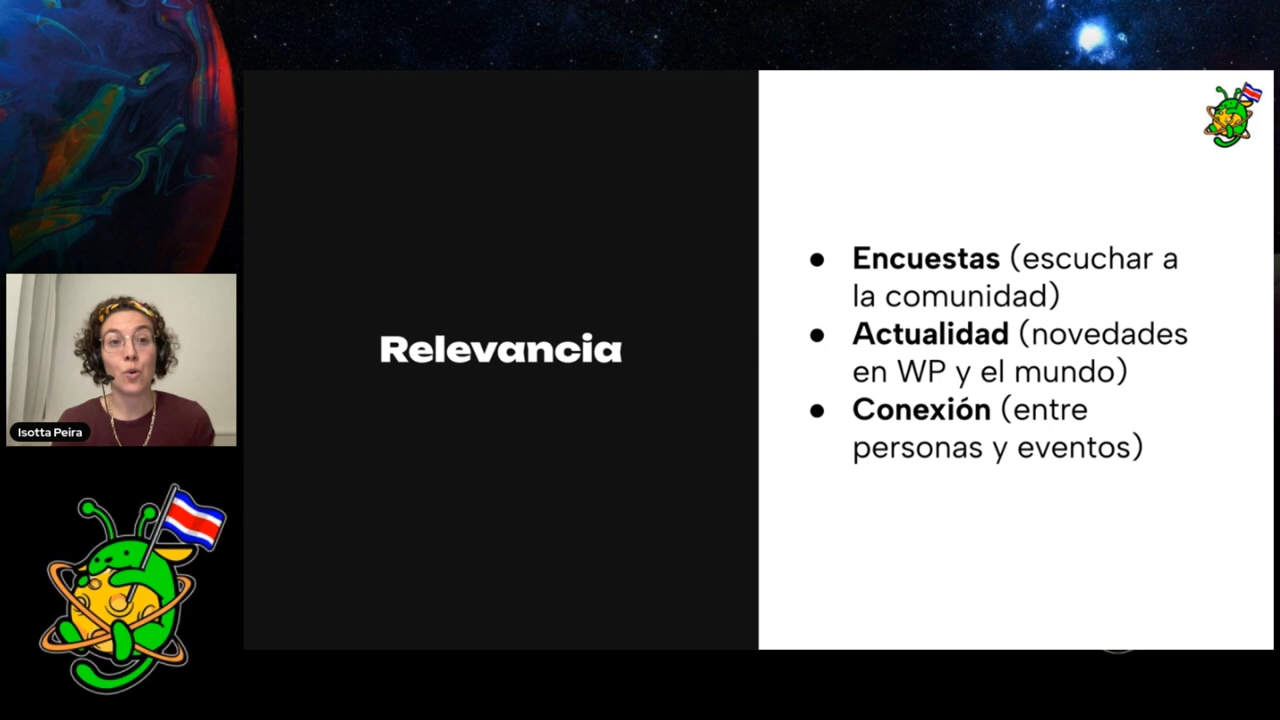 Relevancia
● Encuestas (escuchar a
la comunidad)
● Actualidad (novedades
en WP y el mundo)
● Conexión (entre
personas y eventos)
Isotta Peira